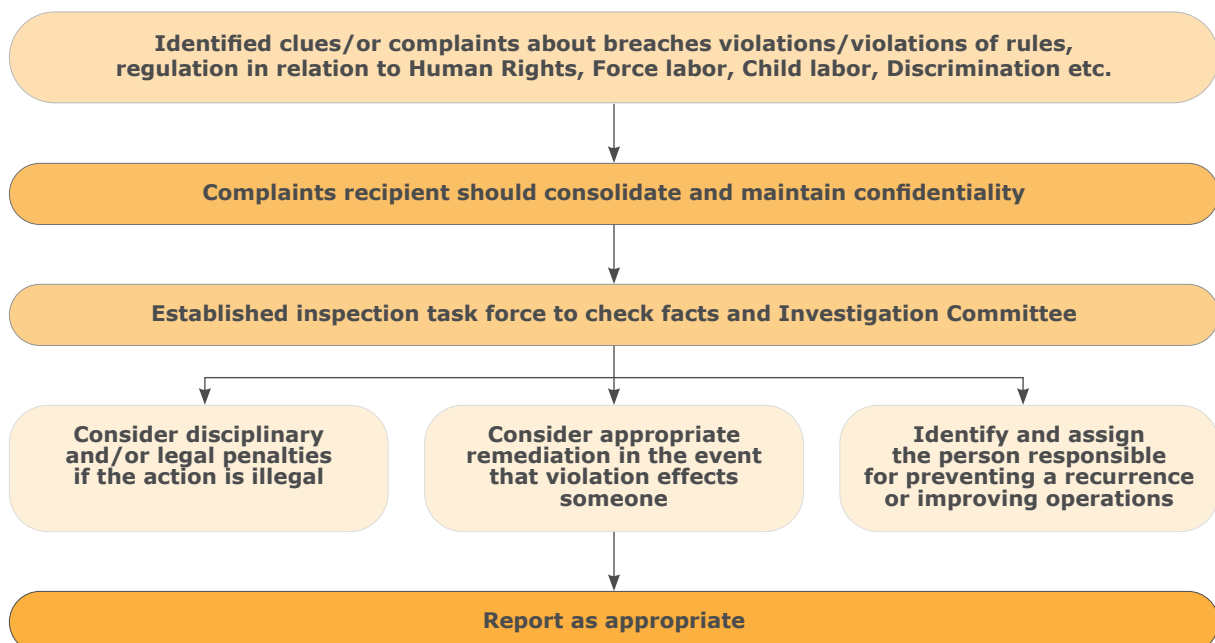 Identified clues/or complaints about breaches violations/violations of rules,
regulation in relation to Human Rights, Force labor, Child labor, Discrimination etc.
Complaints recipient should consolidate and maintain confidentiality
Established inspection task force to check facts and Investigation Committee
Consider disciplinary
and/or legal penalties
if the action is illegal
Consider appropriate
remediation in the event
that violation effects
someone
Identify and assign
the person responsible
for preventing a recurrence
or improving operations
Report as appropriate